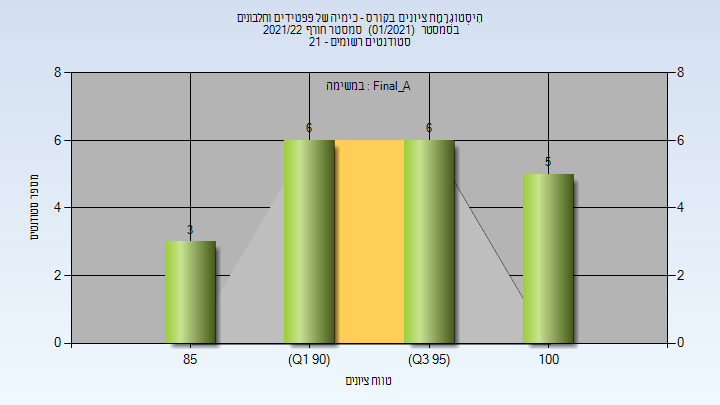 היסטוגרמת ציונים בקורס - כימיה של פפטידים וחלבונים
בסמסטר (01/2021) סמסטר חורף 2021/22
סטודנטים רשומים - 21
במשימה : Final_A
8 8
6 6
4 4
2 2
0 0
3 6 6 5
מספר סטודנטים
85 (Q1 90) (Q3 95) 100
טווח ציונים